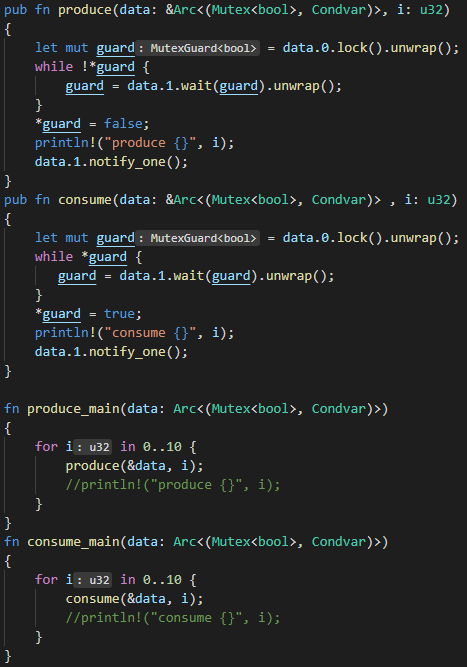 pub fn produce(data: &Arc<(Mutex<bool>, Condvar)>, i: u32)
{
    let mut guard: MutexGuard<bool> = data.0.lock().unwrap();
    while !*guard {
        guard = data.1.wait(guard).unwrap();
    }
    *guard = false;
    println!("produce {}", i);
    data.1.notify_one();
}
pub fn consume(data: &Arc<(Mutex<bool>, Condvar)> , i: u32)
{
    let mut guard: MutexGuard<bool> = data.0.lock().unwrap();
    while *guard {
       guard = data.1.wait(guard).unwrap();
    }
    *guard = true;
    println!("consume {}", i);
    data.1.notify_one();
}

fn produce_main(data: Arc<(Mutex<bool>, Condvar)>)
{
    for i: u32 in 0..10 {
        produce(&data, i);
        //println!("produce {}", i);
    }
}
fn consume_main(data: Arc<(Mutex<bool>, Condvar)>)
{
    for i: u32 in 0..10 {
        consume(&data, i);
        //println!("consume {}", i);
    }
}